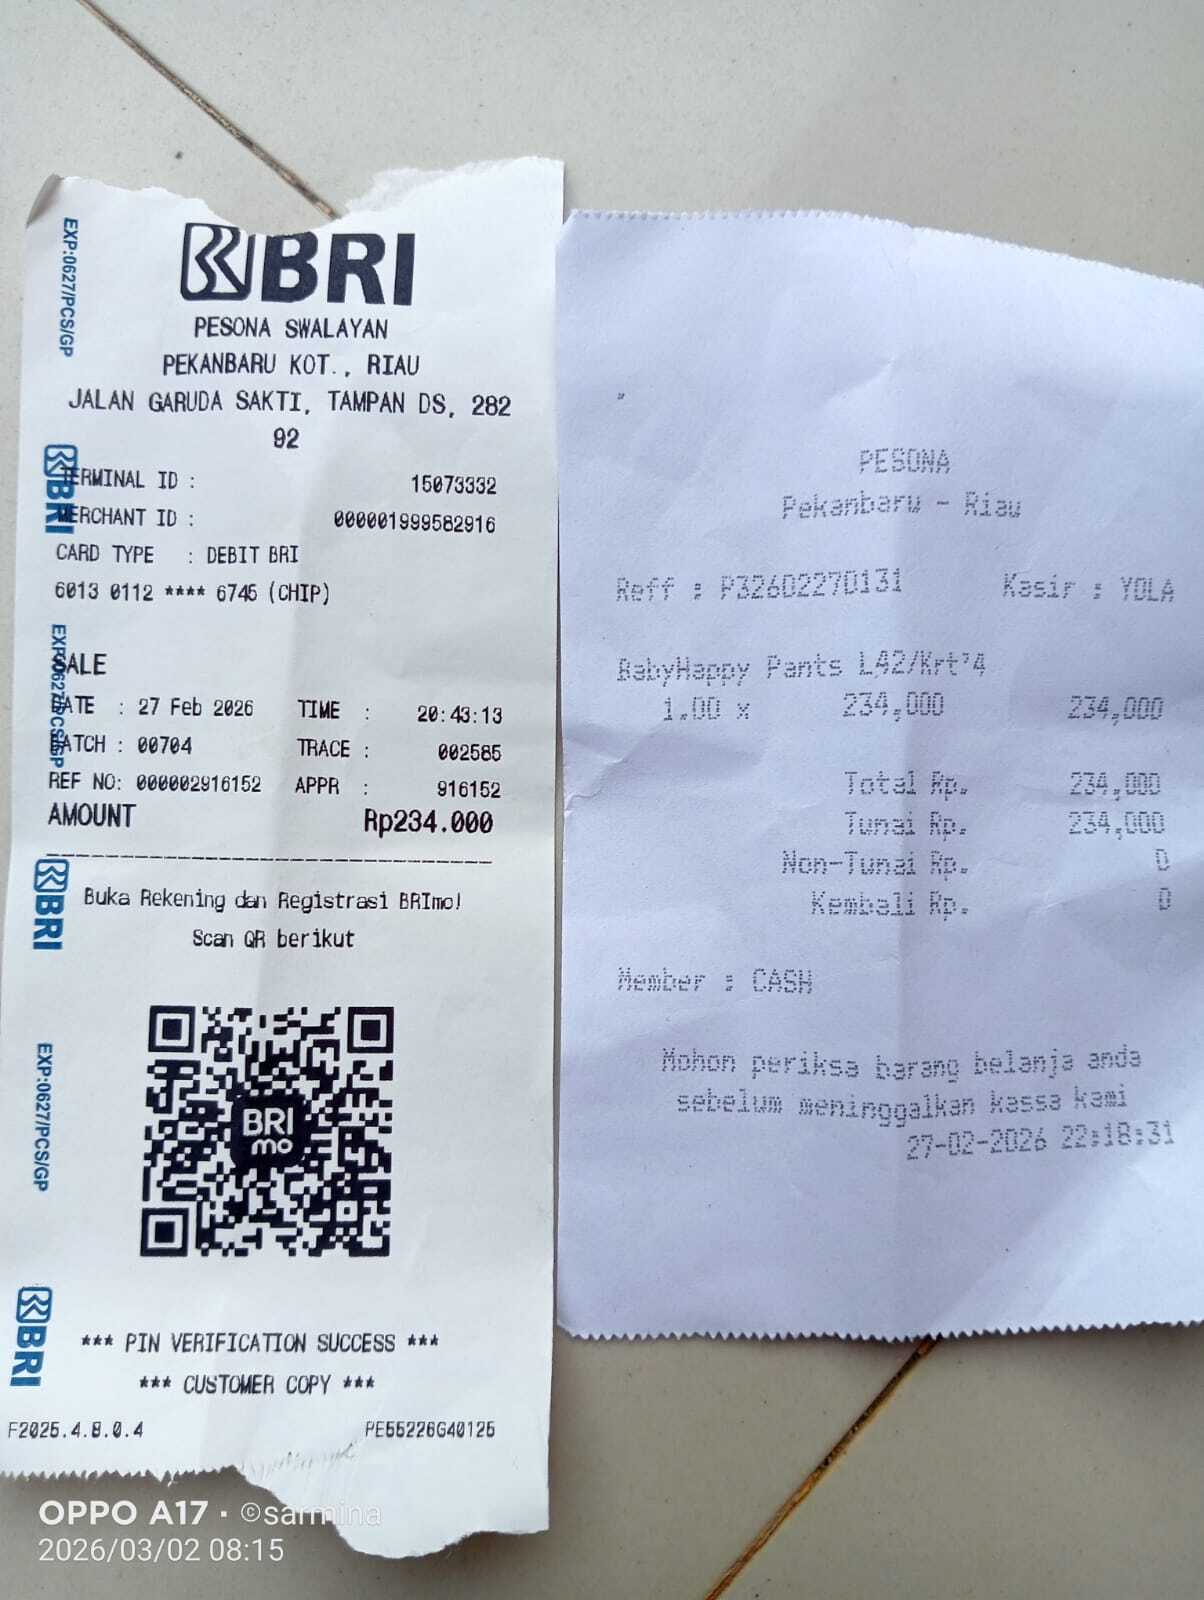 BRI
PESONA SWALAYAN
PEKANBARU KOT., RIAU
JALAN GARUDA SAKTI, TAMPAN DS, 282
92
TERMINAL ID : 15073332
MERCHANT ID : 000001999582916
CARD TYPE : DEBIT BRI
6013 0112 **** 6745 (CHIP)
SALE
DATE : 27 Feb 2026 TIME : 20:43:13
BATCH : 00704 TRACE : 002585
REF NO: 000002916152 APPR : 916152
AMOUNT Rp234.000
Buka Rekening dan Registrasi BRImo!
Scan QR berikut
BRI
mo
*** PIN VERIFICATION SUCCESS ***
*** CUSTOMER COPY ***
F2025.4.8.0.4 PE55226G40125
EXP:0627/PCS/GP
BRI
EXP:0627/PCS/GP
BRI
EXP:0627/PCS/GP
BRI
PESONA
Pekanbaru - Riau
Reff : P3260227D131 Kasir : YOLA
BabyHappy Pants L42/Krt'4
1.00 x 234,000 234,000
Total Rp. 234,000
Tunai Rp. 234,000
Non-Tunai Rp. 0
Kembali Rp. 0
Member : CASH
Mohon periksa barang belanja anda
sebelum meninggalkan kassa kami
27-02-2026 22:18:31
OPPO A17 · ©sarmina
2026/03/02 08:15